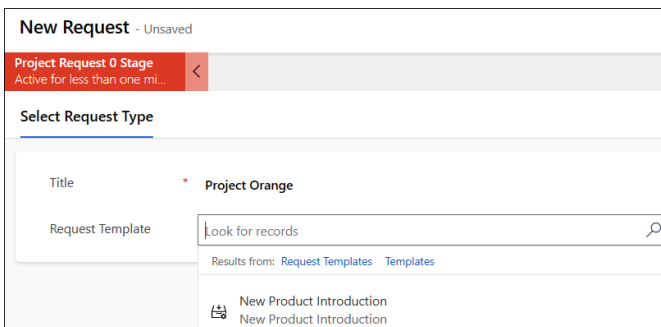 New Request - Unsaved
Project Request 0 Stage
Active for less than one mi...
Select Request Type
Title * Project Orange
Request Template Look for records
Results from: Request Templates Templates
New Product Introduction
New Product Introduction